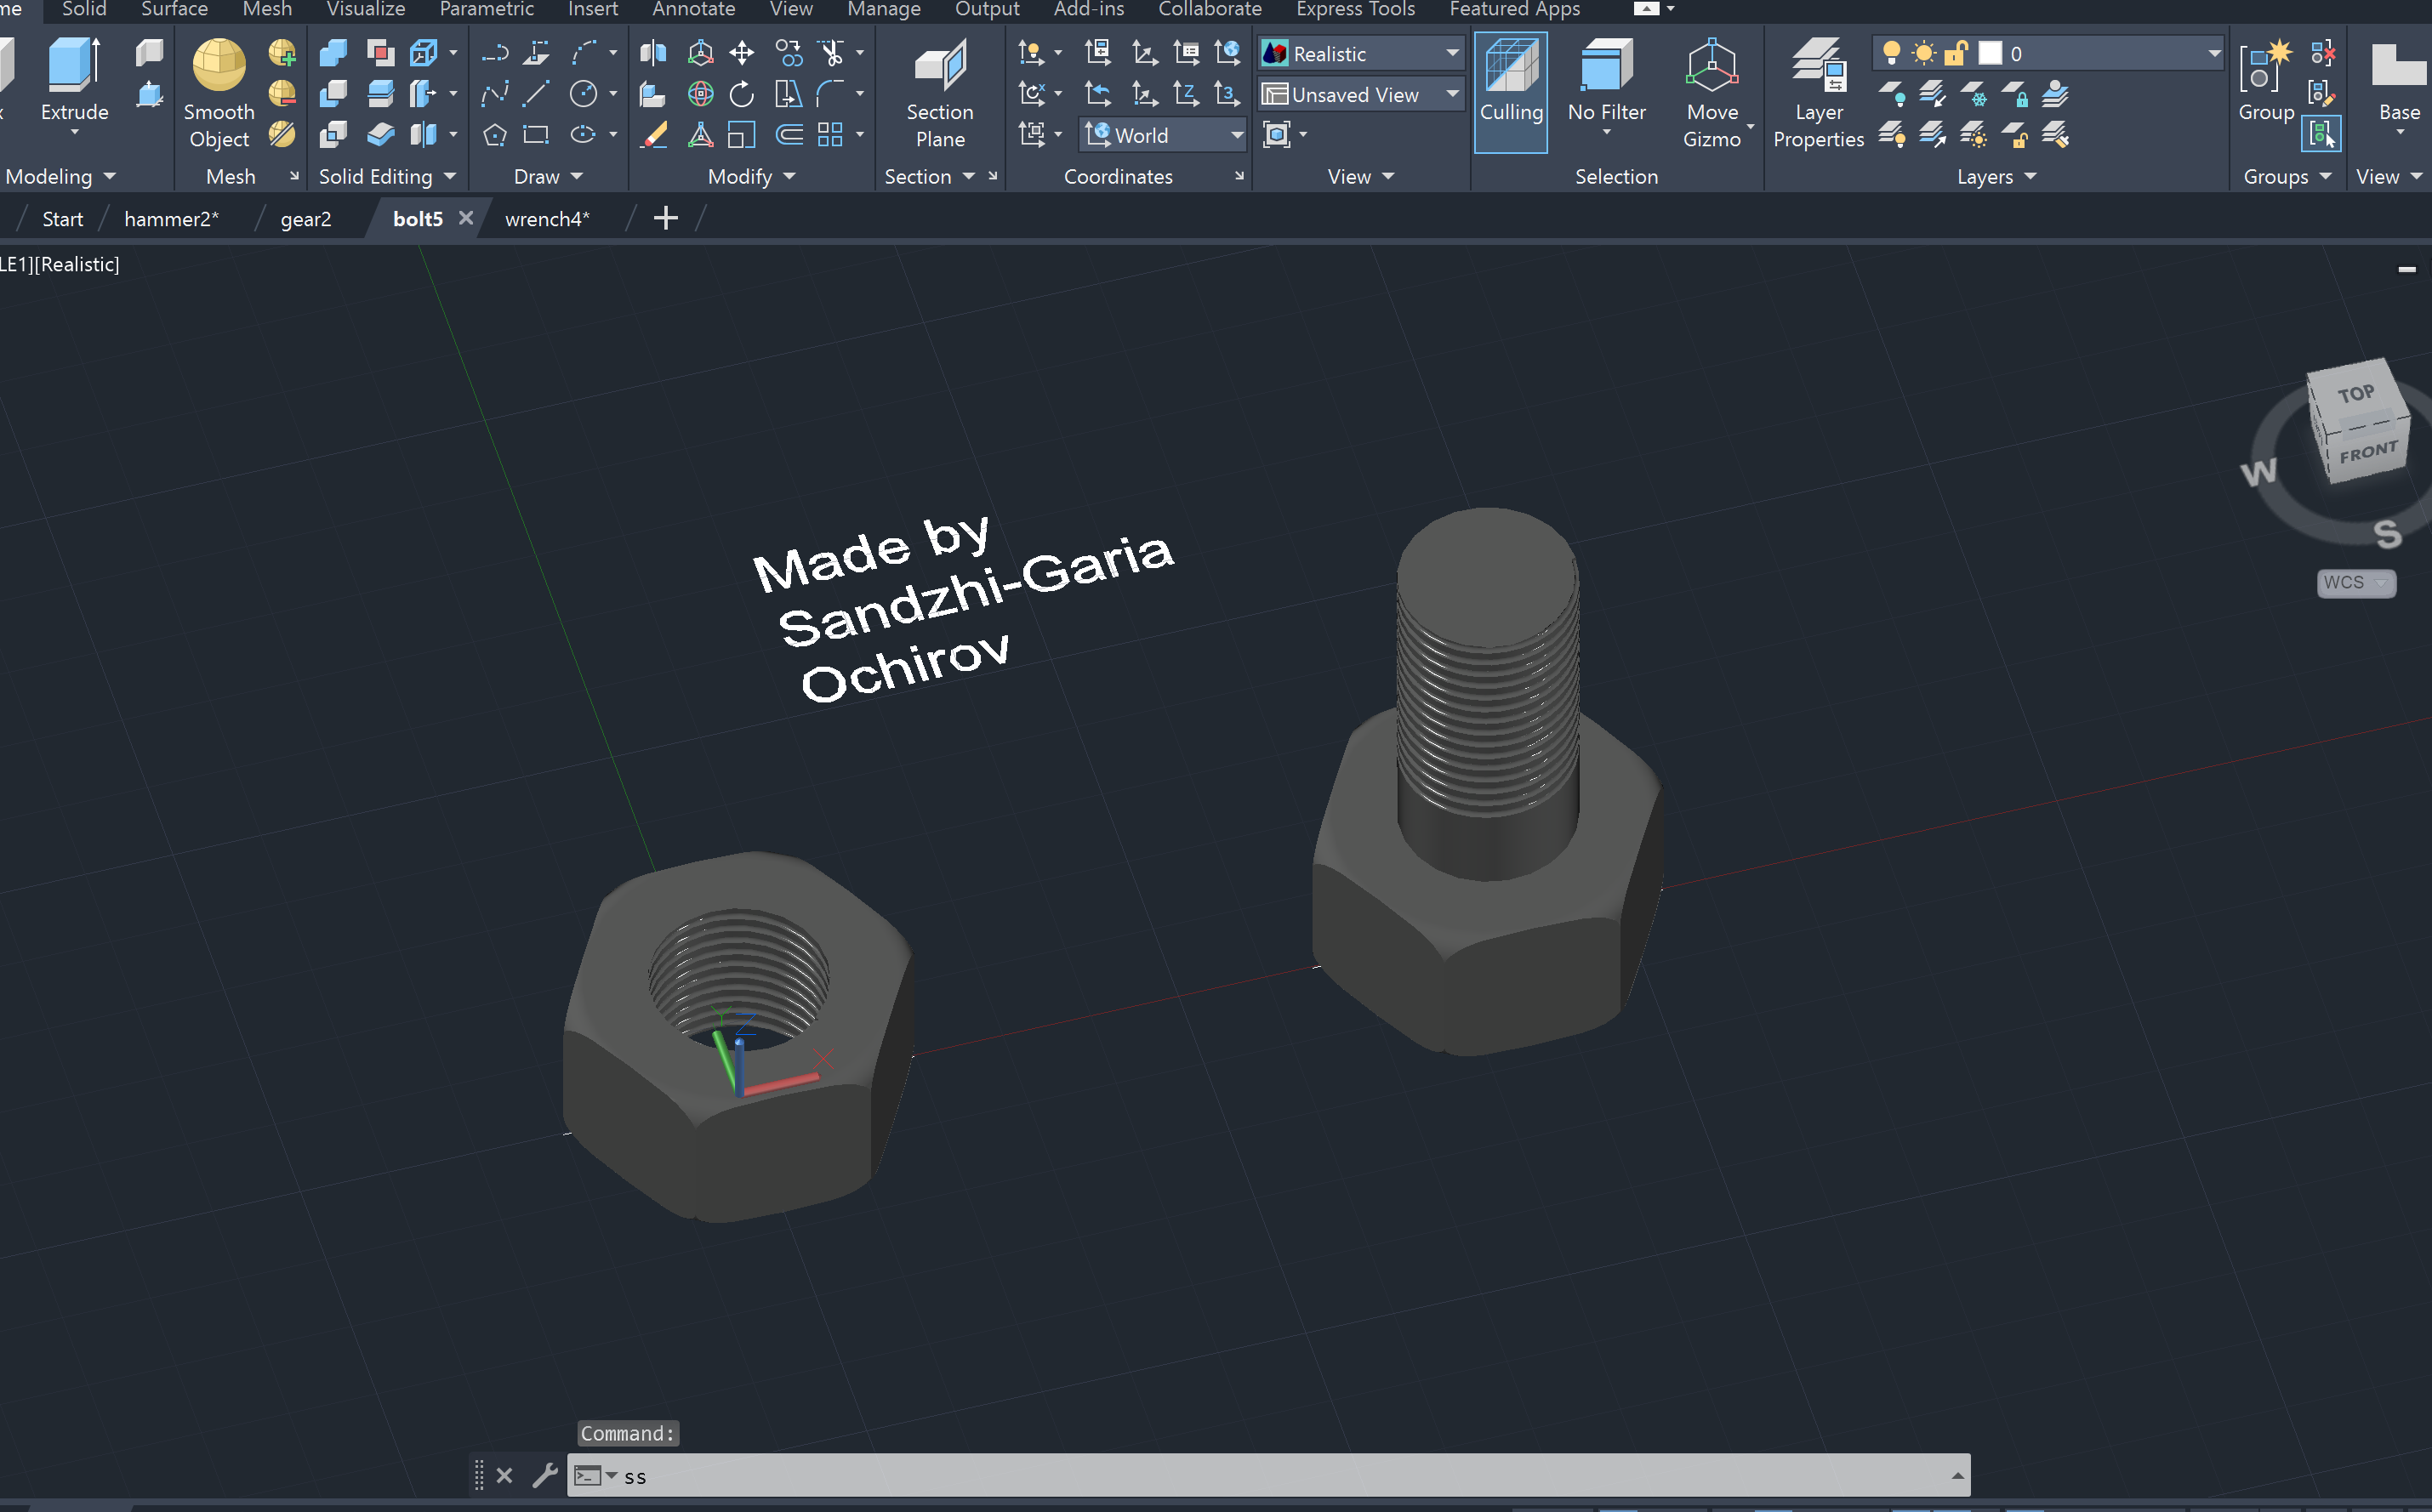 Solid Surface Mesh Visualize Parametric Insert Annotate View Manage Output Add-ins Collaborate Express Tools Featured Apps
Extrude
Smooth
Object
Section
Plane
Realistic
Unsaved View
World
Culling
No Filter
Move
Gizmo
Layer
Properties
0
Group
Base
Modeling Mesh Solid Editing Draw Modify Section Coordinates View Selection Layers Groups View
Start hammer2* gear2 bolt5 wrench4*
LE1][Realistic]
TOP
FRONT
W
S
WCS
Made by
Sandzhi-Garia
Ochirov
Y
Z
X
Command:
ss